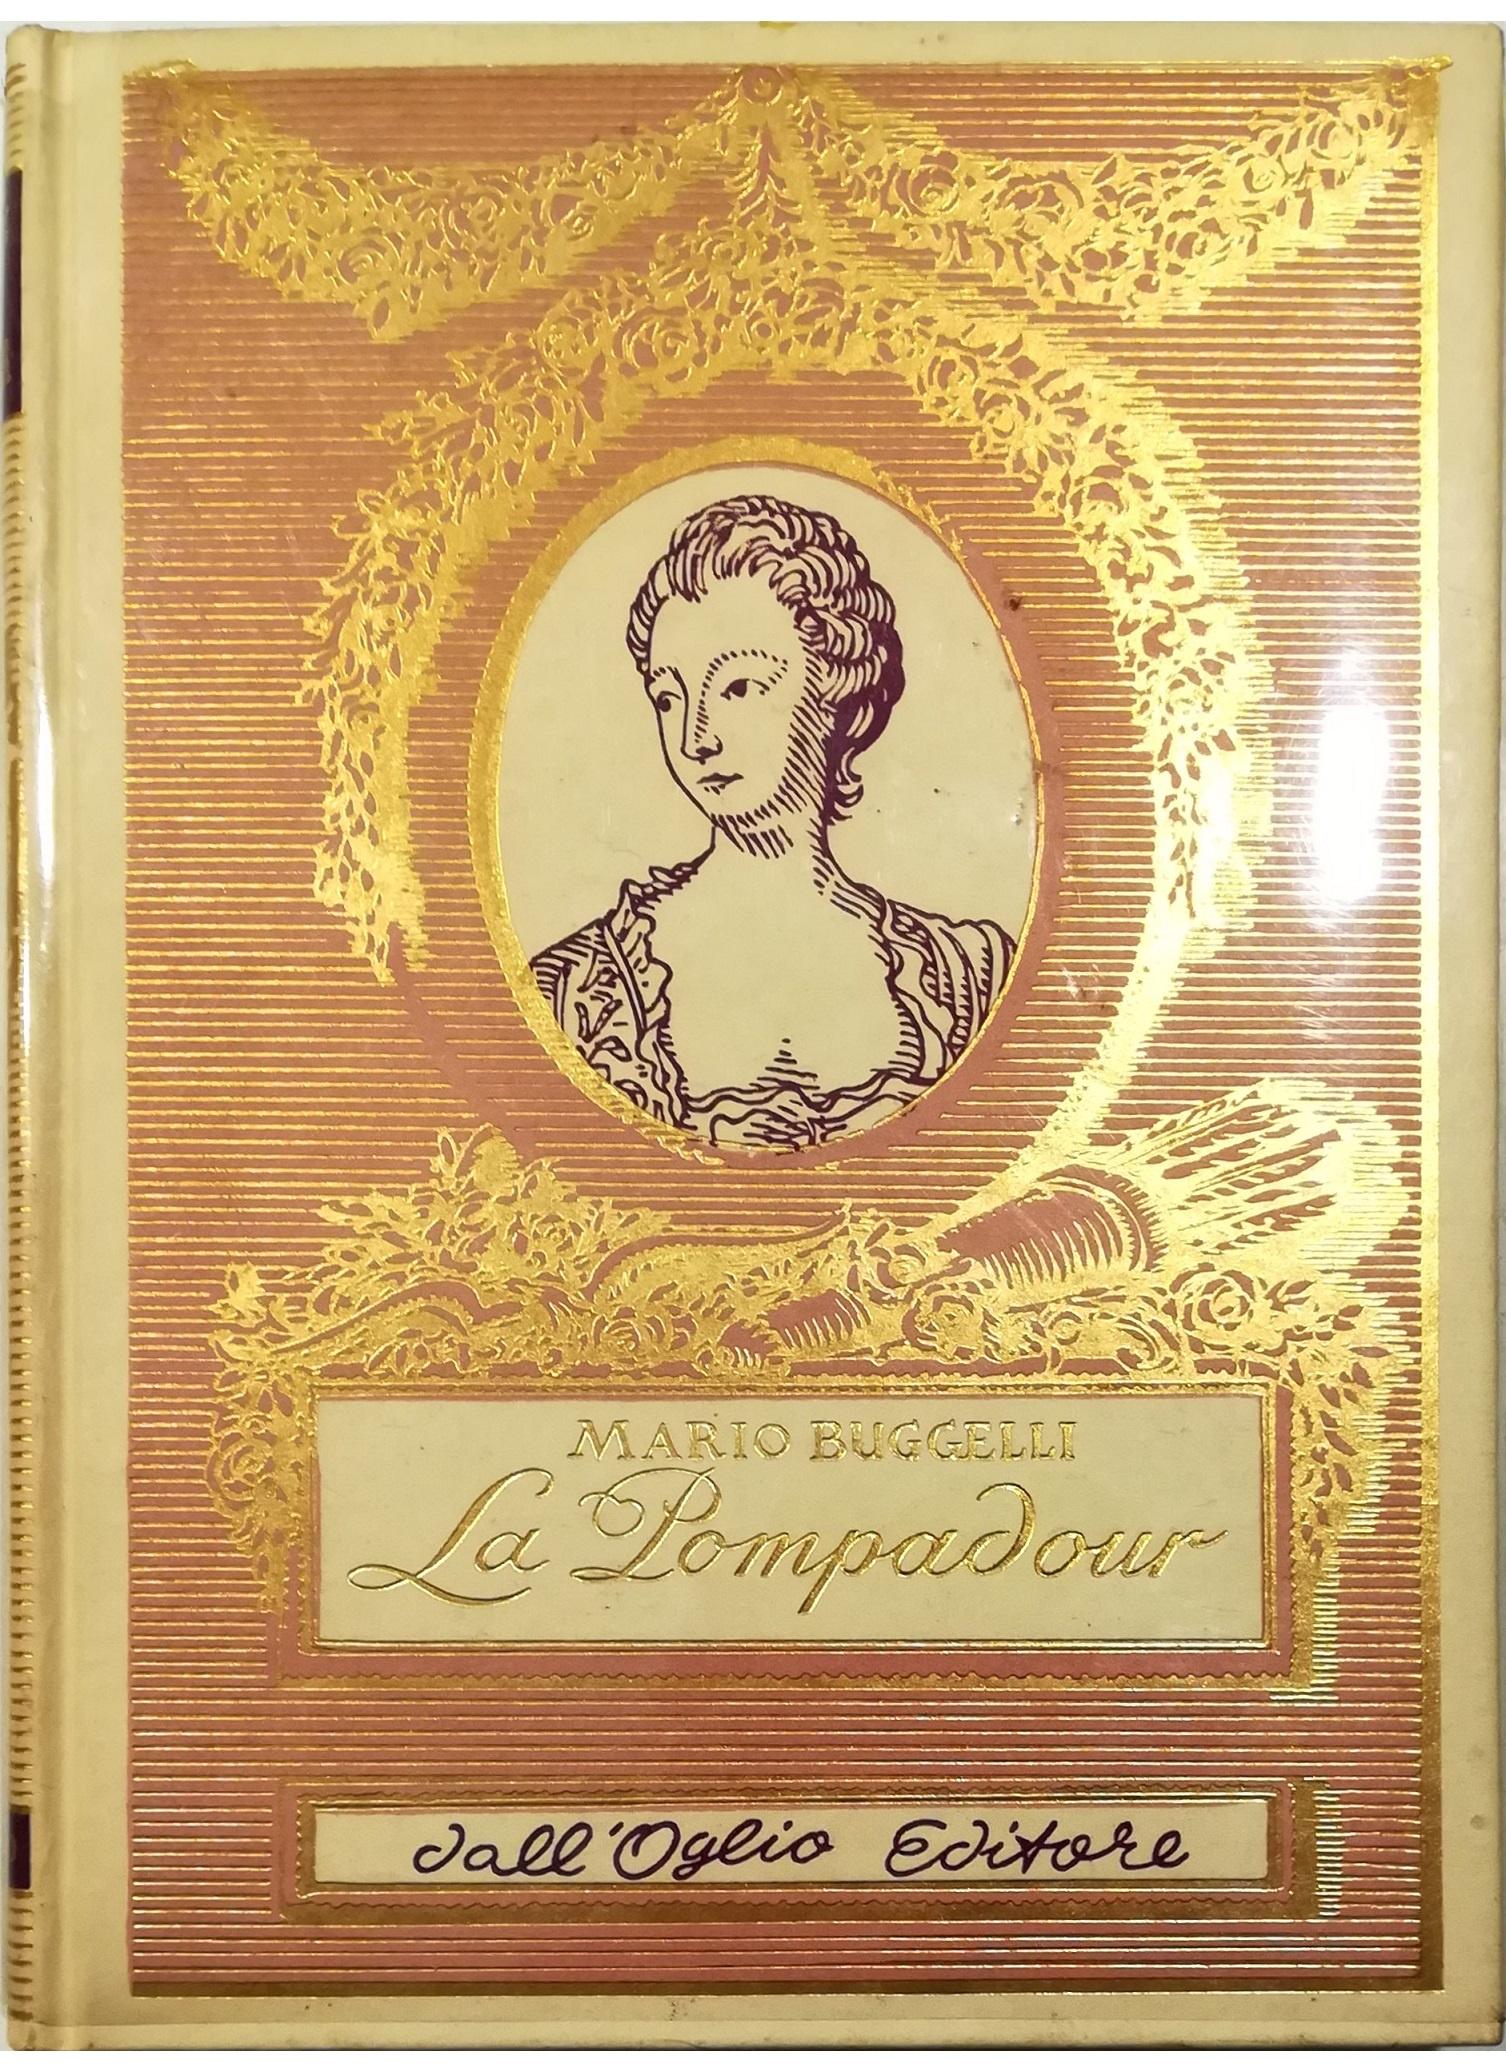 MARIO BUGGELLI
La Pompadour
dall'Oglio Editore